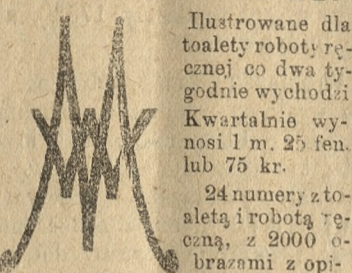 Ilustrowane dla
toalety roboty rę-
cznej co dwa ty-
godnie wychodzi
Kwartalnie wy-
nosi 1 m. 25 fen.
lub 75 kr.
24 numery z to-
aletą i robotą rę-
czną, z 2000 o-
brazami z opi-